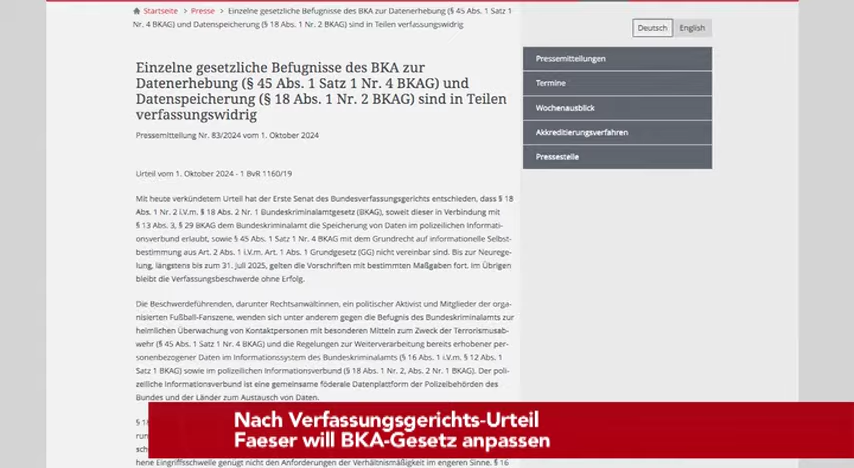 Startseite > Presse > Einzelne gesetzliche Befugnisse des BKA zur Datenerhebung (§ 45 Abs. 1 Satz 1
Nr. 4 BKAG) und Datenspeicherung (§ 18 Abs. 1 Nr. 2 BKAG) sind in Teilen verfassungswidrig
Deutsch English
Einzelne gesetzliche Befugnisse des BKA zur
Datenerhebung (§ 45 Abs. 1 Satz 1 Nr. 4 BKAG) und
Datenspeicherung (§ 18 Abs. 1 Nr. 2 BKAG) sind in Teilen
verfassungswidrig
Pressemitteilung Nr. 83/2024 vom 1. Oktober 2024
Urteil vom 1. Oktober 2024 - 1 BvR 1160/19
Mit heute verkündetem Urteil hat der Erste Senat des Bundesverfassungsgerichts entschieden, dass § 18
Abs. 1 Nr. 2 i.V.m. § 18 Abs. 2 Nr. 1 Bundeskriminalamtgesetz (BKAG), soweit dieser in Verbindung mit
§ 13 Abs. 3, § 29 BKAG dem Bundeskriminalamt die Speicherung von Daten im polizeilichen Informati-
onsverbund erlaubt, sowie § 45 Abs. 1 Satz 1 Nr. 4 BKAG mit dem Grundrecht auf informationelle Selbst-
bestimmung aus Art. 2 Abs. 1 i.V.m. Art. 1 Abs. 1 Grundgesetz (GG) nicht vereinbar sind. Bis zur Neurege-
lung, längstens bis zum 31. Juli 2025, gelten die Vorschriften mit bestimmten Maßgaben fort. Im Übrigen
bleibt die Verfassungsbeschwerde ohne Erfolg.
Die Beschwerdeführenden, darunter Rechtsanwältinnen, ein politischer Aktivist und Mitglieder der orga-
nisierten Fußball-Fanszene, wenden sich unter anderem gegen die Befugnis des Bundeskriminalamts zur
heimlichen Überwachung von Kontaktpersonen mit besonderen Mitteln zum Zweck der Terrorismusab-
wehr (§ 45 Abs. 1 Satz 1 Nr. 4 BKAG) und die Regelungen zur Weiterverarbeitung bereits erhobener per-
sonenbezogener Daten im Informationssystem des Bundeskriminalamts (§ 16 Abs. 1 i.V.m. § 12 Abs. 1
Satz 1 BKAG) sowie im polizeilichen Informationsverbund (§ 18 Abs. 1 Nr. 2, Abs. 2 Nr. 1 BKAG). Der poli-
zeiliche Informationsverbund ist eine gemeinsame föderale Datenplattform der Polizeibehörden des
Bundes und der Länder zum Austausch von Daten.
hene Eingriffsschwelle genügt nicht den Anforderungen der Verhältnismäßigkeit im engeren Sinne. § 16
Pressemitteilungen
Termine
Wochenausblick
Akkreditierungsverfahren
Pressestelle
Nach Verfassungsgerichts-Urteil
Faeser will BKA-Gesetz anpassen